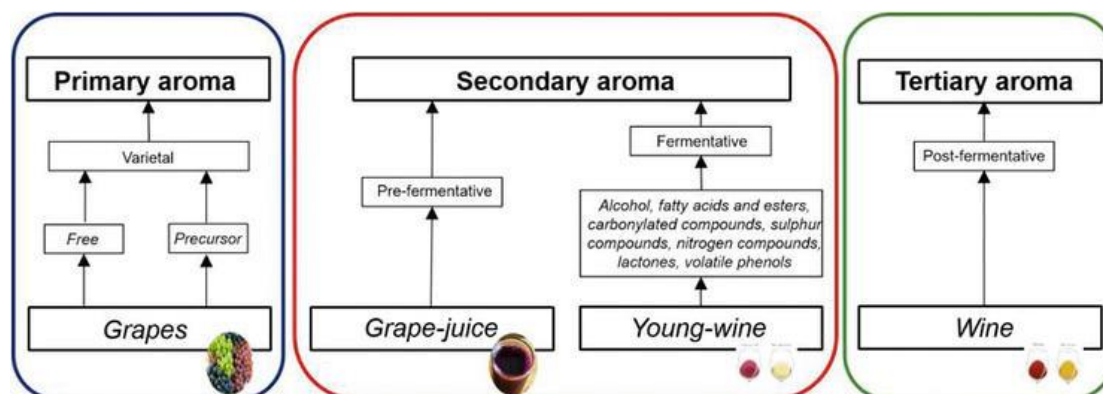 Primary aroma
Varietal
Free
Precursor
Grapes
Secondary aroma
Pre-fermentative
Grape-juice
Fermentative
Alcohol, fatty acids and esters,
carbonylated compounds, sulphur
compounds, nitrogen compounds,
lactones, volatile phenols
Young-wine
Tertiary aroma
Post-fermentative
Wine